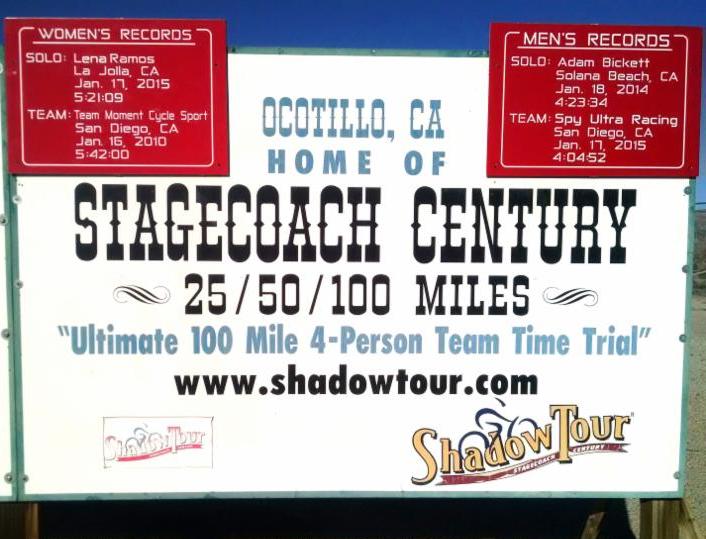 WOMEN'S RECORDS
SOLO: Lena Ramos
La Jolla, CA
Jan. 17, 2015
5:21:09
TEAM: Team Moment Cycle Sport
San Diego, CA
Jan. 16, 2010
5:42:00
MEN'S RECORDS
SOLO: Adam Bickett
Solana Beach, CA
Jan. 18, 2014
4:23:34
TEAM: Spy Ultra Racing
San Diego, CA
Jan. 17, 2015
4:04:52
OCOTILLO, CA
HOME OF
STAGECOACH CENTURY
25/50/100 MILES
"Ultimate 100 Mile 4-Person Team Time Trial"
www.shadowtour.com
ShadowTour
ShadowTour
STAGECOACH CENTURY